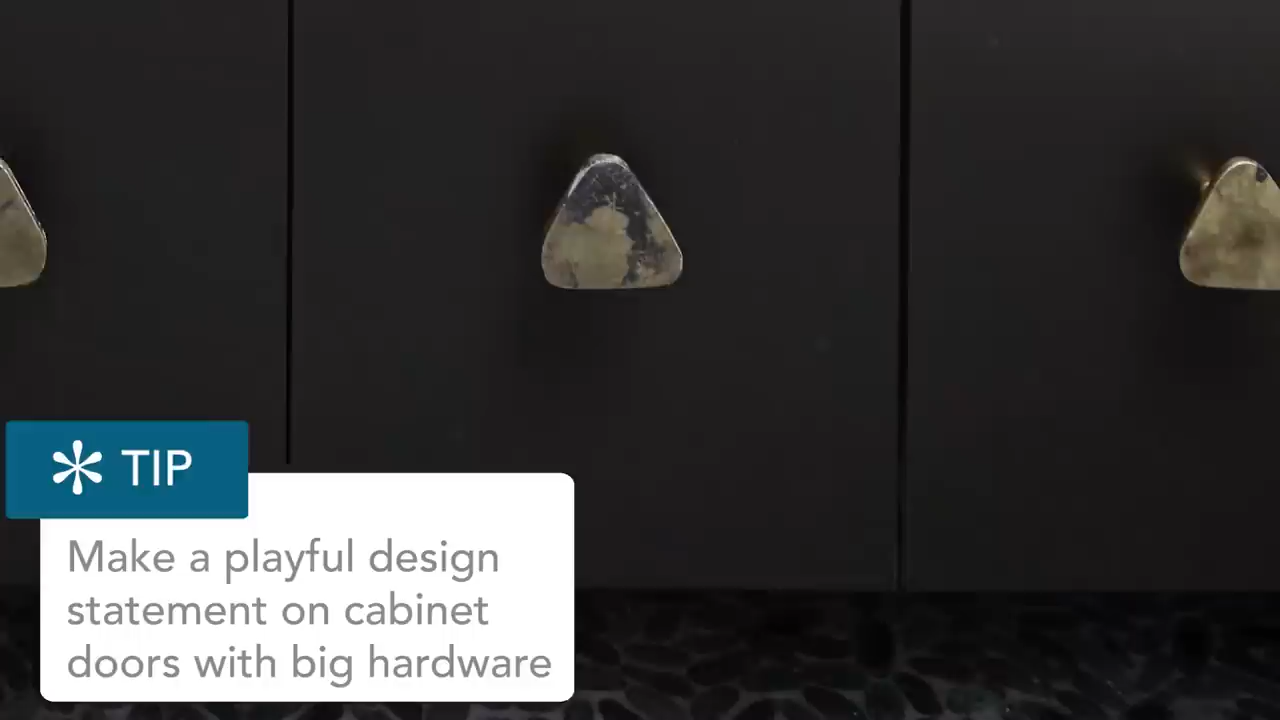 TIP
Make a playful design
statement on cabinet
doors with big hardware